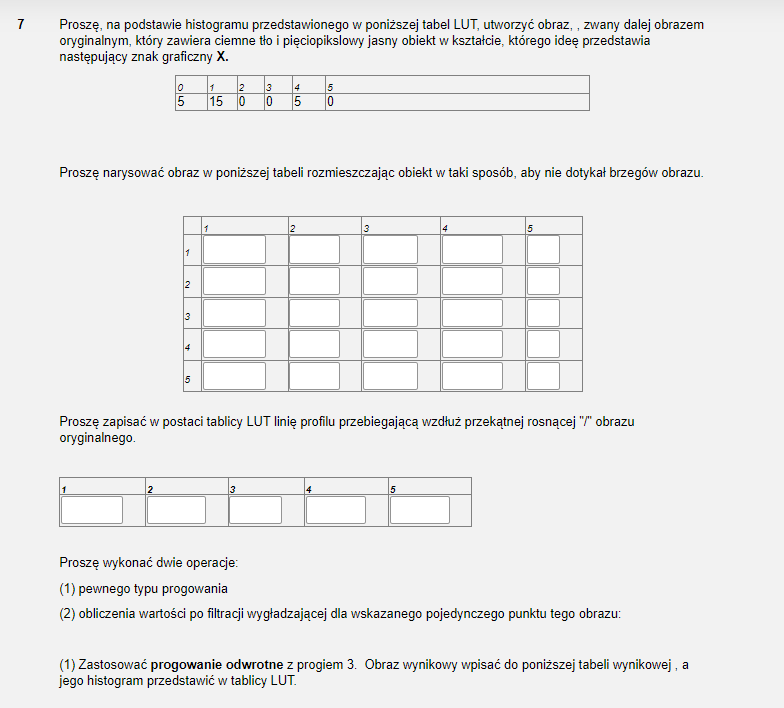 7 Proszę, na podstawie histogramu przedstawionego w poniższej tabel LUT, utworzyć obraz, , zwany dalej obrazem
oryginalnym, który zawiera ciemne tło i pięciopikslowy jasny obiekt w kształcie, którego ideę przedstawia
następujący znak graficzny X.
0 1 2 3 4 5
5 15 0 0 5 0
Proszę narysować obraz w poniższej tabeli rozmieszczając obiekt w taki sposób, aby nie dotykał brzegów obrazu.
1 2 3 4 5
1
2
3
4
5
Proszę zapisać w postaci tablicy LUT linię profilu przebiegającą wzdłuż przekątnej rosnącej "/" obrazu
oryginalnego.
1 2 3 4 5
Proszę wykonać dwie operacje:
(1) pewnego typu progowania
(2) obliczenia wartości po filtracji wygładzającej dla wskazanego pojedynczego punktu tego obrazu:
(1) Zastosować progowanie odwrotne z progiem 3. Obraz wynikowy wpisać do poniższej tabeli wynikowej , a
jego histogram przedstawić w tablicy LUT.